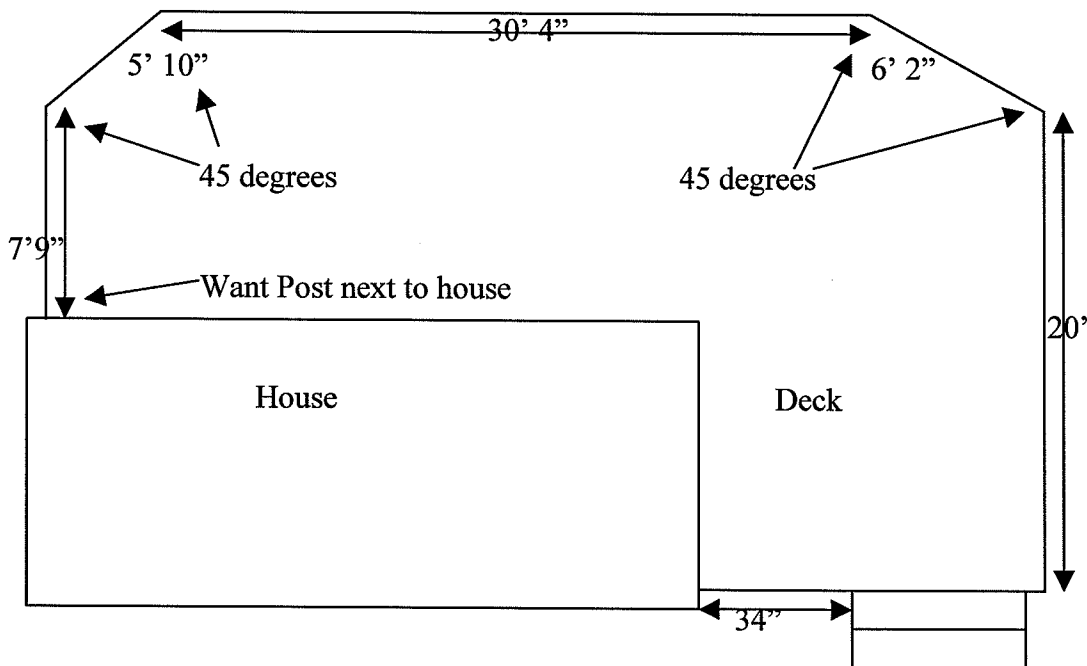 30' 4”
5' 10”
6' 2”
45 degrees
45 degrees
7'9”
Want Post next to house
20'
House
Deck
34”